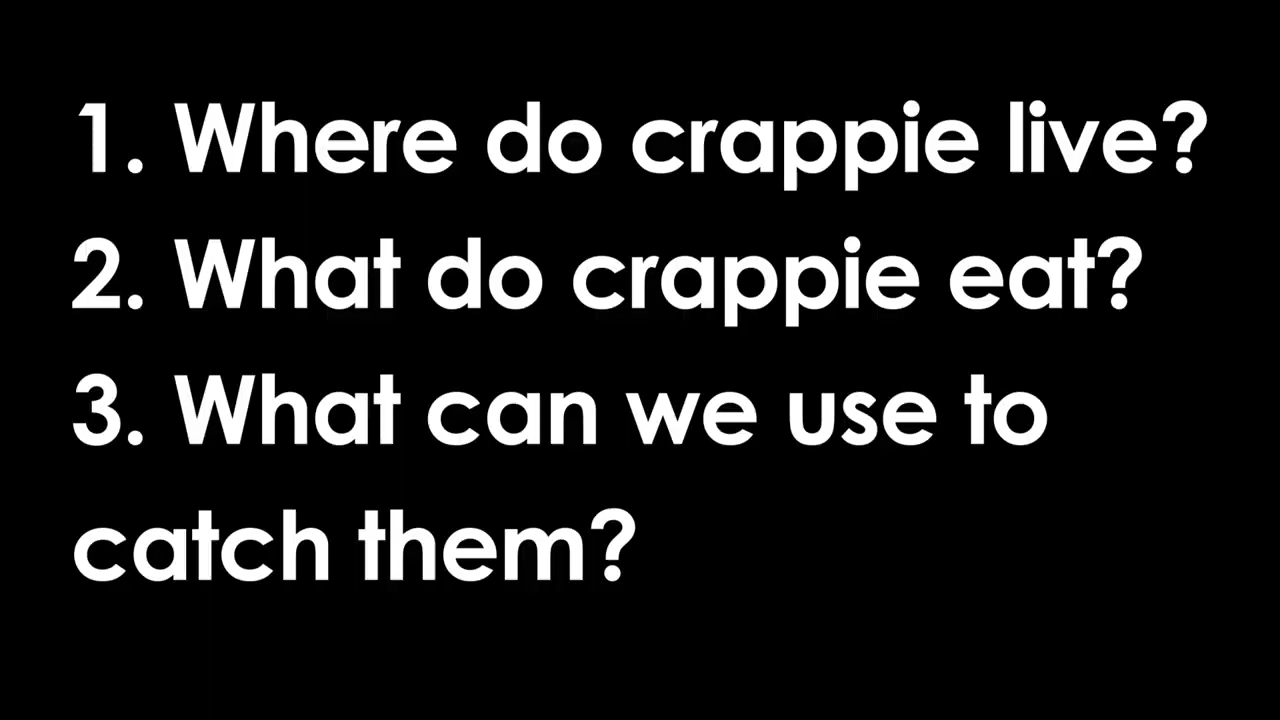 1. Where do crappie live?
2. What do crappie eat?
3. What can we use to
catch them?